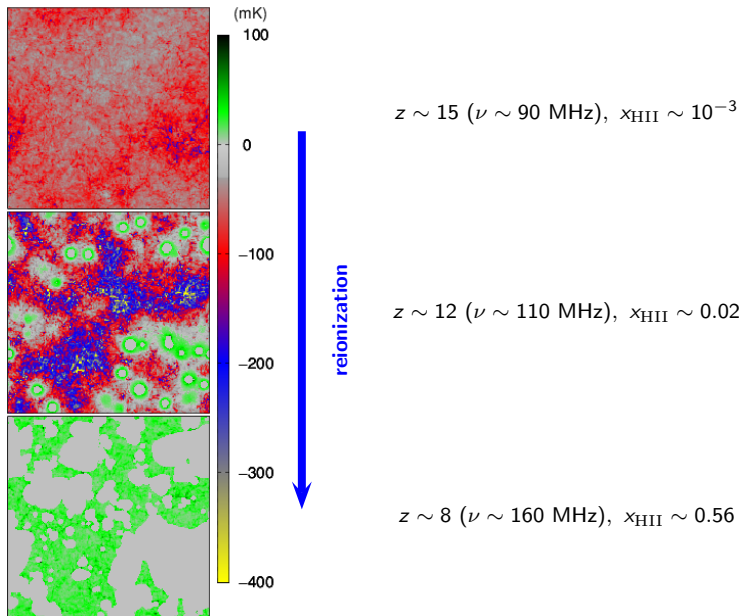 (mK)
100
0
−100
−200
−300
−400
reionization
z ∼ 15 (ν ∼ 90 MHz), x_HII ∼ 10^−3
z ∼ 12 (ν ∼ 110 MHz), x_HII ∼ 0.02
z ∼ 8 (ν ∼ 160 MHz), x_HII ∼ 0.56